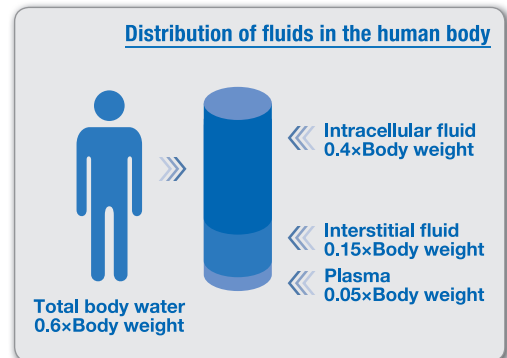 Distribution of fluids in the human body
Intracellular fluid
0.4×Body weight
Interstitial fluid
0.15×Body weight
Plasma
0.05×Body weight
Total body water
0.6×Body weight